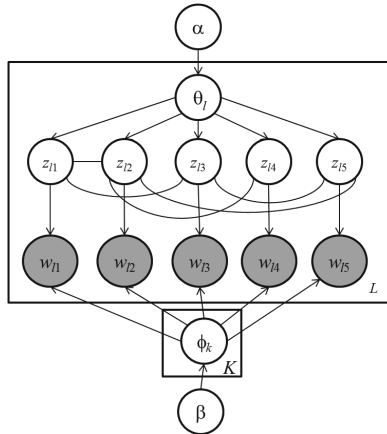 α
θl
zl1 zl2 zl3 zl4 zl5
wl1 wl2 wl3 wl4 wl5
L
ϕk
K
β